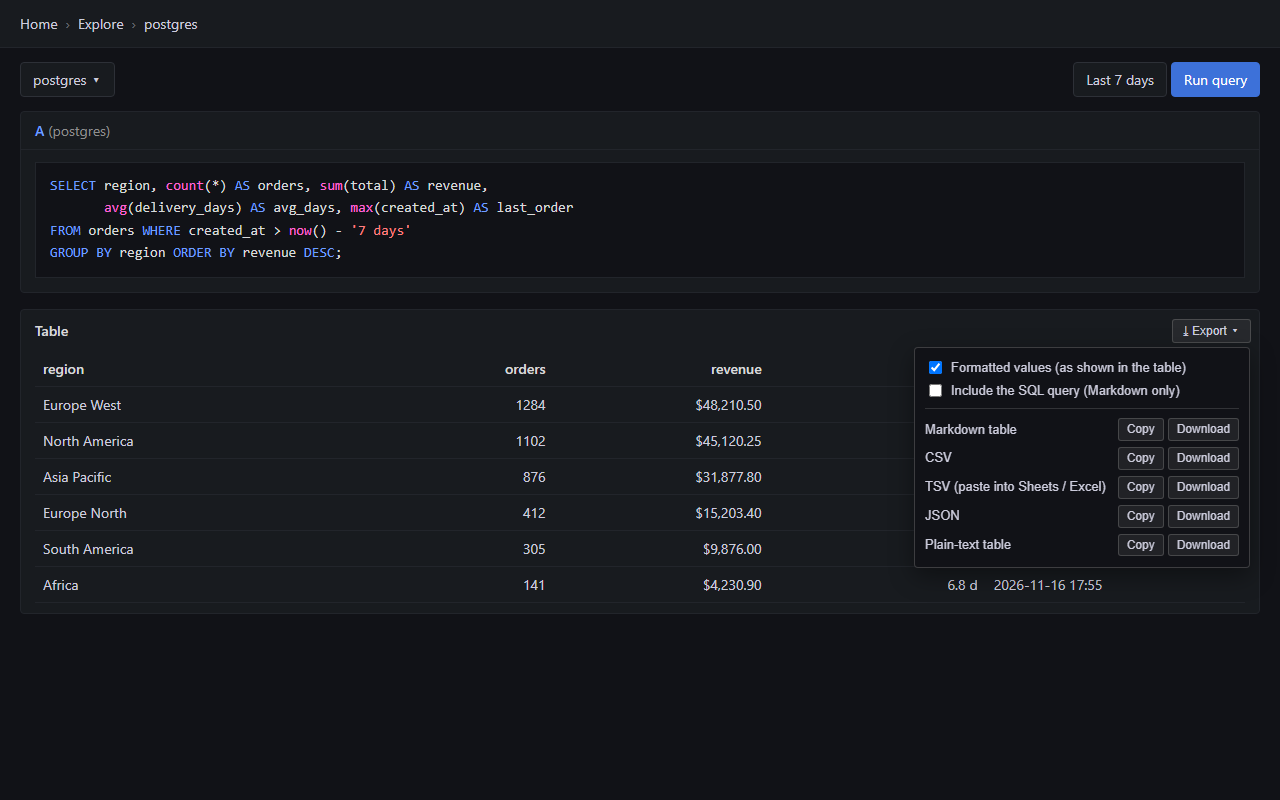 Home › Explore › postgres
postgres ▾
Last 7 days
Run query
A (postgres)
SELECT region, count(*) AS orders, sum(total) AS revenue,
avg(delivery_days) AS avg_days, max(created_at) AS last_order
FROM orders WHERE created_at > now() - '7 days'
GROUP BY region ORDER BY revenue DESC;
Table
⤓ Export ▾
region orders revenue
Europe West 1284 $48,210.50
North America 1102 $45,120.25
Asia Pacific 876 $31,877.80
Europe North 412 $15,203.40
South America 305 $9,876.00
Africa 141 $4,230.90 6.8 d 2026-11-16 17:55
Formatted values (as shown in the table)
Include the SQL query (Markdown only)
Markdown table Copy Download
CSV Copy Download
TSV (paste into Sheets / Excel) Copy Download
JSON Copy Download
Plain-text table Copy Download